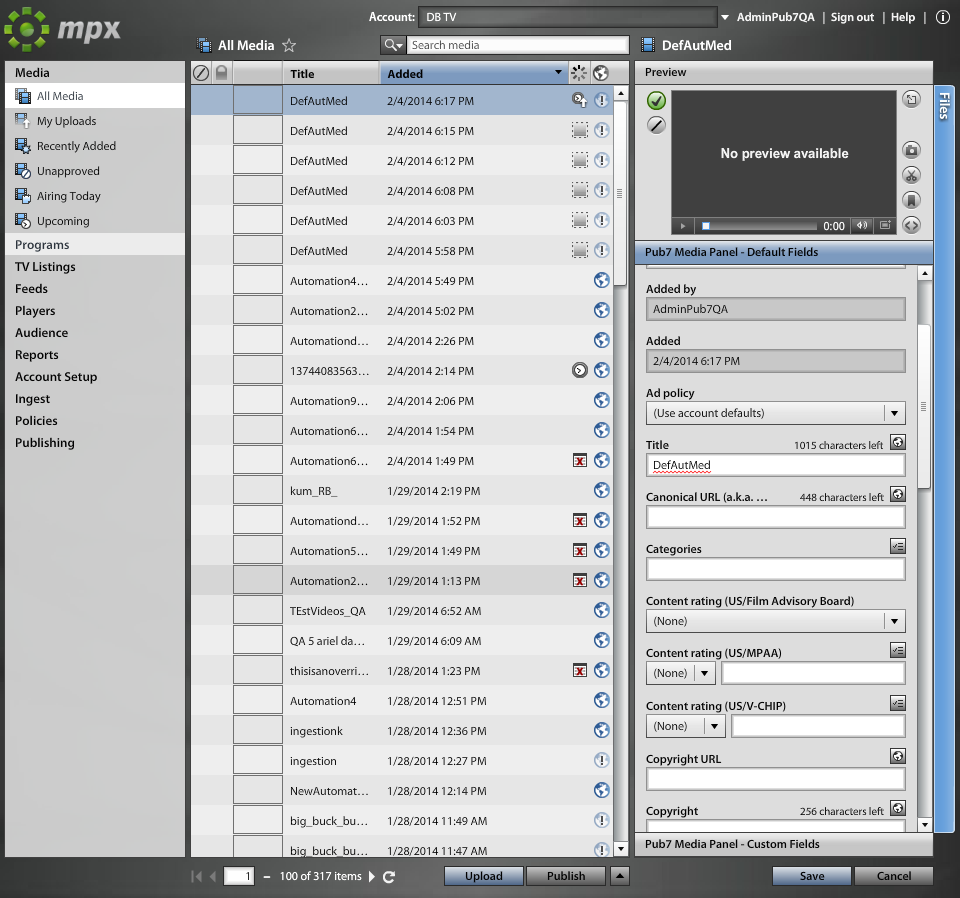 mpx
Account: DB TV AdminPub7QA | Sign out | Help |
All Media
Search media
DefAutMed
Media
All Media
My Uploads
Recently Added
Unapproved
Airing Today
Upcoming
Programs
TV Listings
Feeds
Players
Audience
Reports
Account Setup
Ingest
Policies
Publishing
Title Added
DefAutMed 2/4/2014 6:17 PM
DefAutMed 2/4/2014 6:15 PM
DefAutMed 2/4/2014 6:12 PM
DefAutMed 2/4/2014 6:08 PM
DefAutMed 2/4/2014 6:03 PM
DefAutMed 2/4/2014 5:58 PM
Automation4... 2/4/2014 5:49 PM
Automation2... 2/4/2014 5:02 PM
Automationd... 2/4/2014 2:26 PM
13744083563... 2/4/2014 2:14 PM
Automation9... 2/4/2014 2:06 PM
Automation6... 2/4/2014 1:54 PM
Automation6... 2/4/2014 1:49 PM
kum_RB_ 1/29/2014 2:19 PM
Automationd... 1/29/2014 1:52 PM
Automation5... 1/29/2014 1:49 PM
Automation2... 1/29/2014 1:13 PM
TEstVideos_QA 1/29/2014 6:52 AM
QA 5 ariel da... 1/29/2014 6:09 AM
thisisanoverri... 1/28/2014 1:23 PM
Automation4 1/28/2014 12:51 PM
ingestionk 1/28/2014 12:36 PM
ingestion 1/28/2014 12:27 PM
NewAutomat... 1/28/2014 12:14 PM
big_buck_bu... 1/28/2014 11:49 AM
big_buck_bu... 1/28/2014 11:47 AM
1 – 100 of 317 items
Upload
Publish
Preview
No preview available
0:00
Files
Pub7 Media Panel - Default Fields
Added by
AdminPub7QA
Added
2/4/2014 6:17 PM
Ad policy
(Use account defaults)
Title 1015 characters left
DefAutMed
Canonical URL (a.k.a. ... 448 characters left
Categories
Content rating (US/Film Advisory Board)
(None)
Content rating (US/MPAA)
(None)
Content rating (US/V-CHIP)
(None)
Copyright URL
Copyright 256 characters left
Pub7 Media Panel - Custom Fields
Save
Cancel